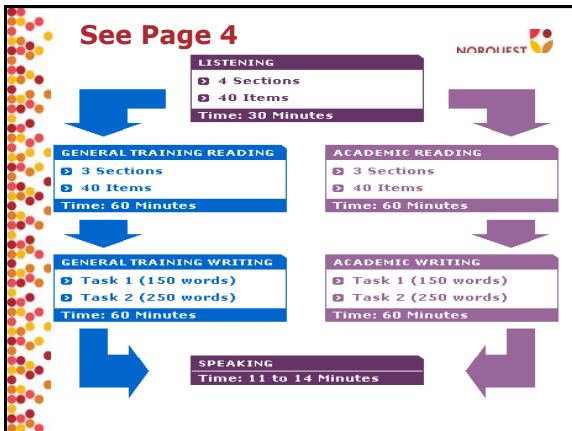 See Page 4
NORQUEST
LISTENING
4 Sections
40 Items
Time: 30 Minutes
GENERAL TRAINING READING
3 Sections
40 Items
Time: 60 Minutes
ACADEMIC READING
3 Sections
40 Items
Time: 60 Minutes
GENERAL TRAINING WRITING
Task 1 (150 words)
Task 2 (250 words)
Time: 60 Minutes
ACADEMIC WRITING
Task 1 (150 words)
Task 2 (250 words)
Time: 60 Minutes
SPEAKING
Time: 11 to 14 Minutes